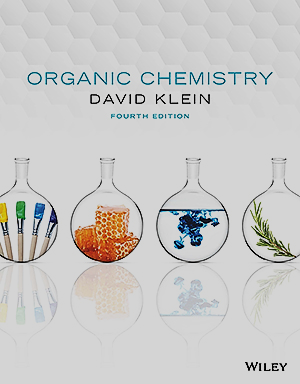 ORGANIC CHEMISTRY
DAVID KLEIN
FOURTH EDITION
WILEY